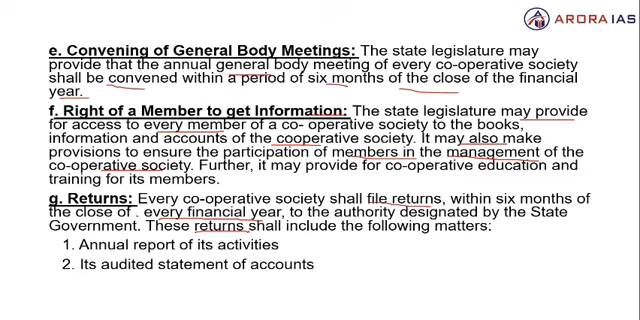 ARORA IAS
e. Convening of General Body Meetings: The state legislature may
provide that the annual general body meeting of every co-operative society
shall be convened within a period of six months of the close of the financial
year.
f. Right of a Member to get Information: The state legislature may provide
for access to every member of a co- operative society to the books,
information and accounts of the cooperative society. It may also make
provisions to ensure the participation of members in the management of the
co-operative society. Further, it may provide for co-operative education and
training for its members.
g. Returns: Every co-operative society shall file returns, within six months of
the close of . every financial year, to the authority designated by the State
Government. These returns shall include the following matters:
1. Annual report of its activities
2. Its audited statement of accounts